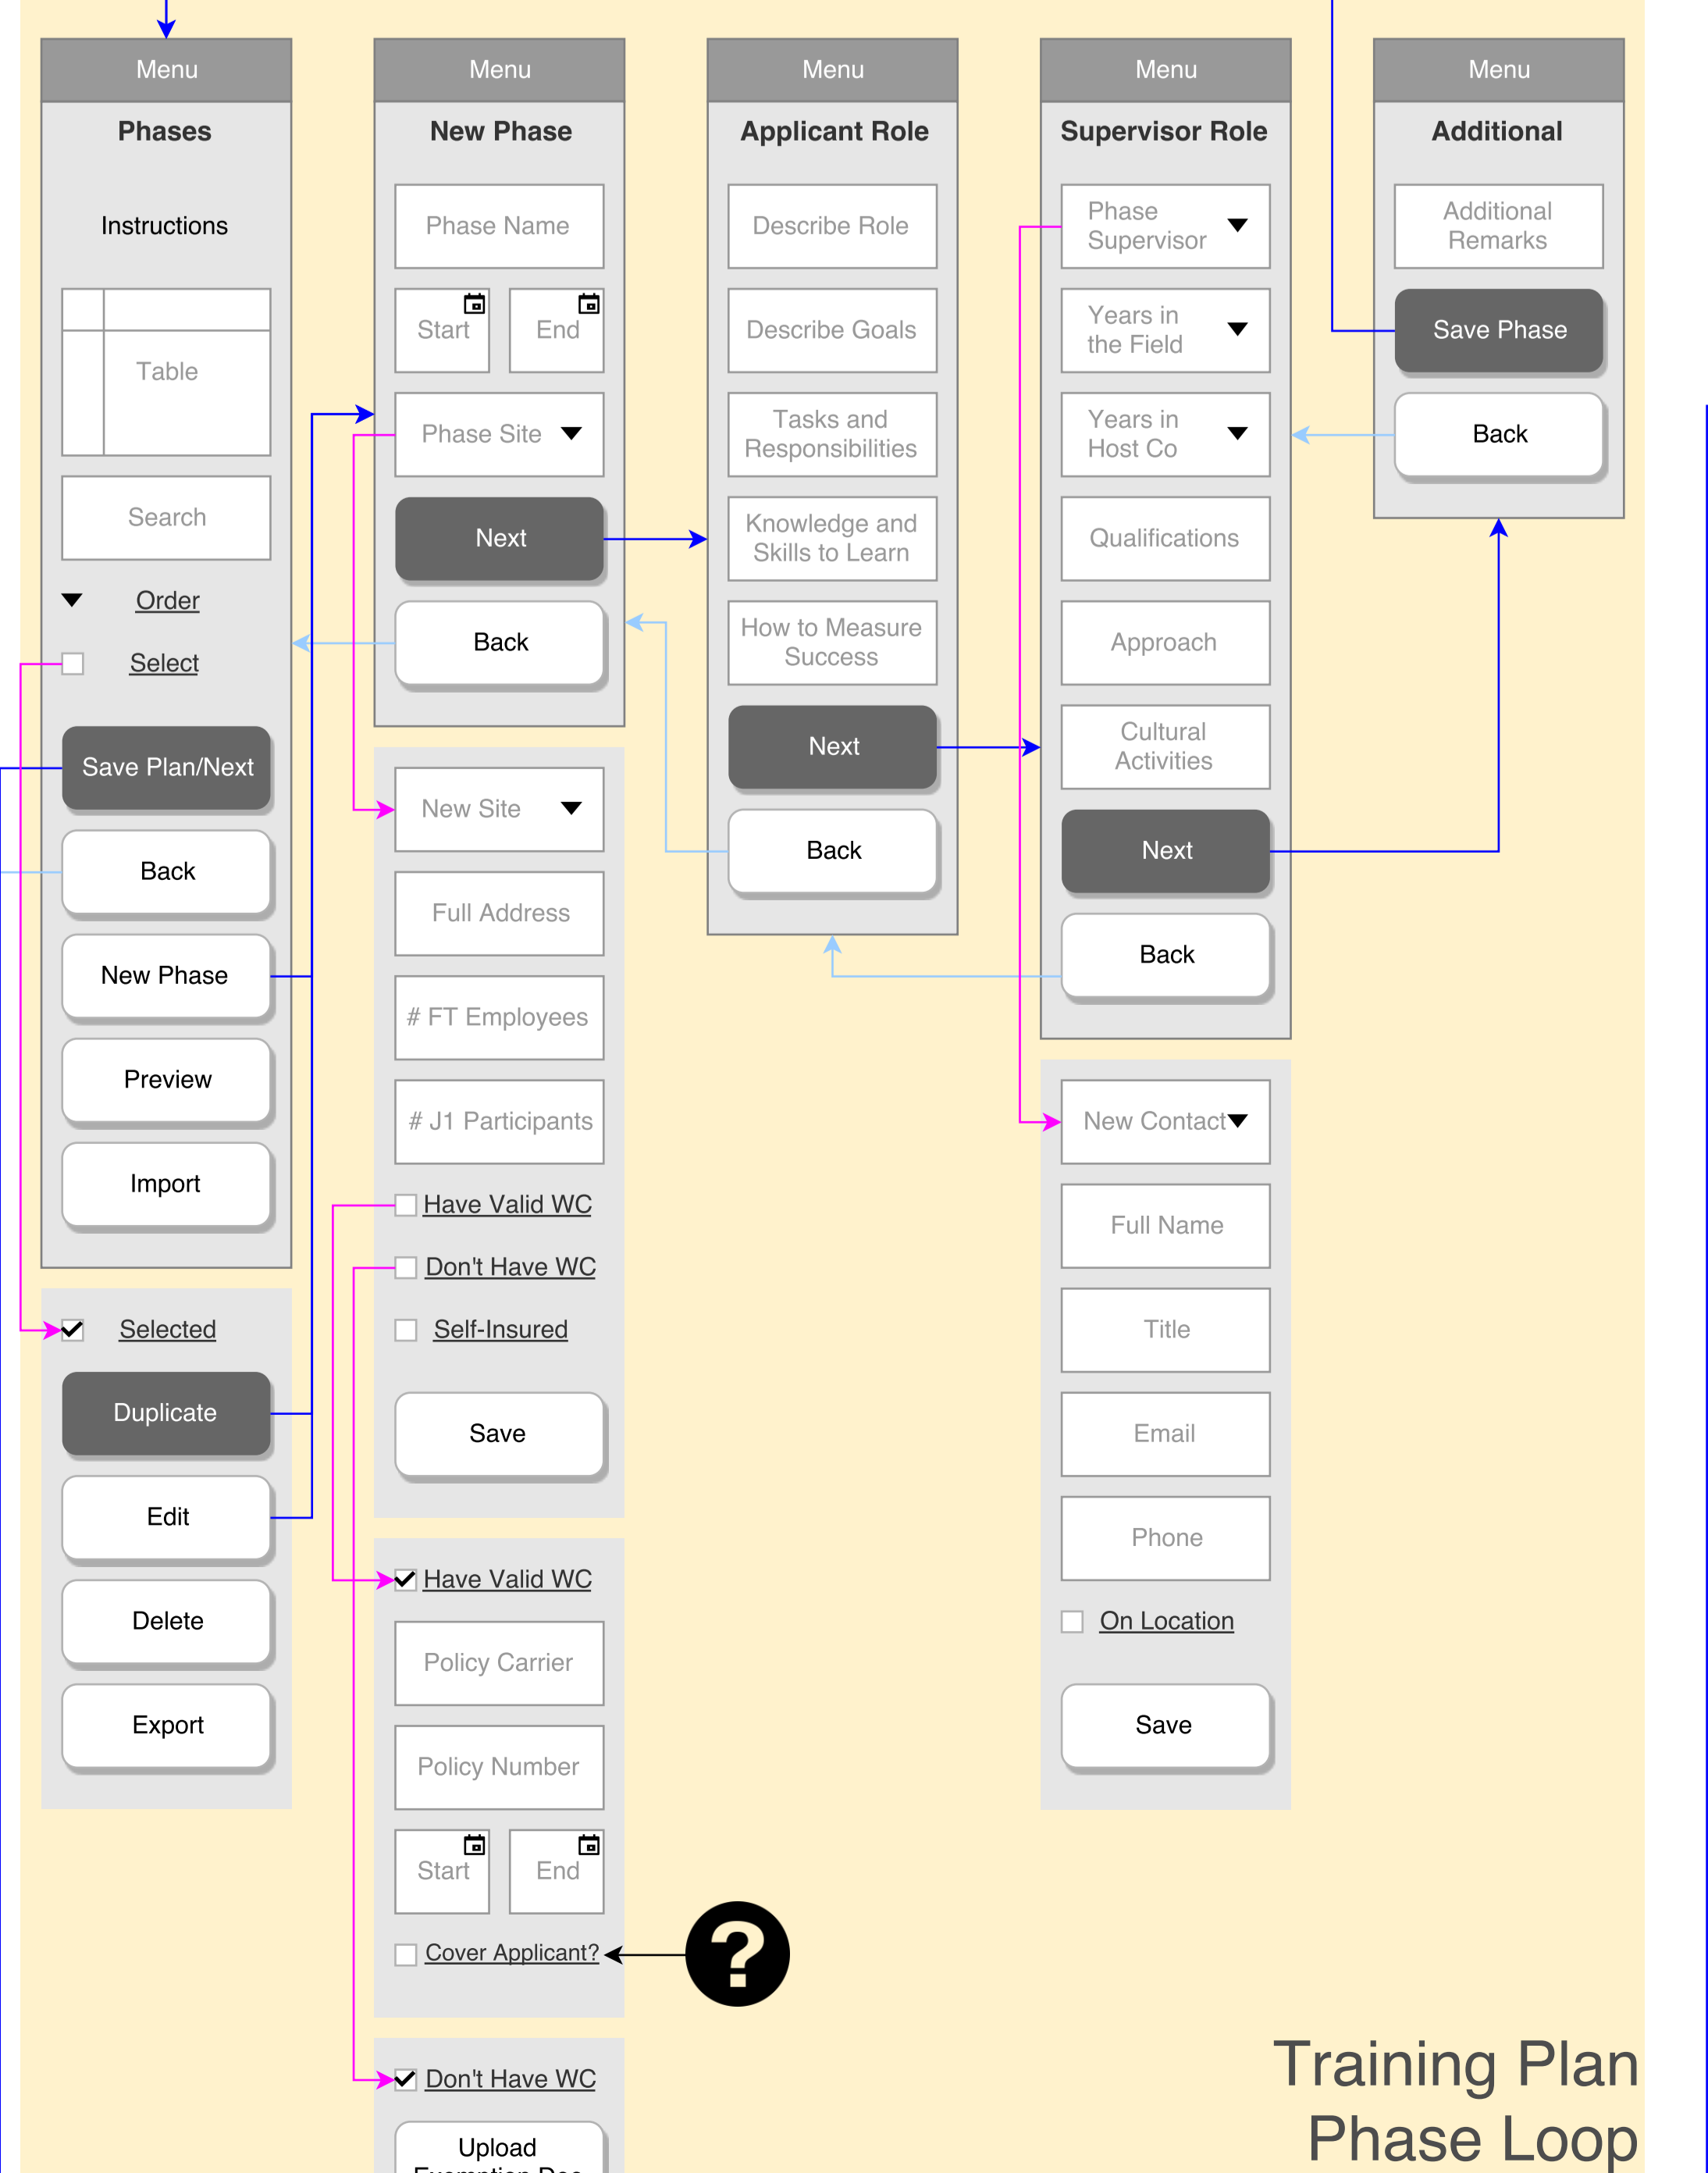 Menu
Phases
Instructions
Table
Search
Order
Select
Save Plan/Next
Back
New Phase
Preview
Import
Selected
Duplicate
Edit
Delete
Export
Menu
New Phase
Phase Name
Start
End
Phase Site
Next
Back
New Site
Full Address
# FT Employees
# J1 Participants
Have Valid WC
Don't Have WC
Self-Insured
Save
Have Valid WC
Policy Carrier
Policy Number
Start
End
Cover Applicant?
?
Don't Have WC
Upload
Exemption Doc
Menu
Applicant Role
Describe Role
Describe Goals
Tasks and
Responsibilities
Knowledge and
Skills to Learn
How to Measure
Success
Next
Back
Menu
Supervisor Role
Phase
Supervisor
Years in
the Field
Years in
Host Co
Qualifications
Approach
Cultural
Activities
Next
Back
New Contact
Full Name
Title
Email
Phone
On Location
Save
Menu
Additional
Additional
Remarks
Save Phase
Back
Training Plan
Phase Loop